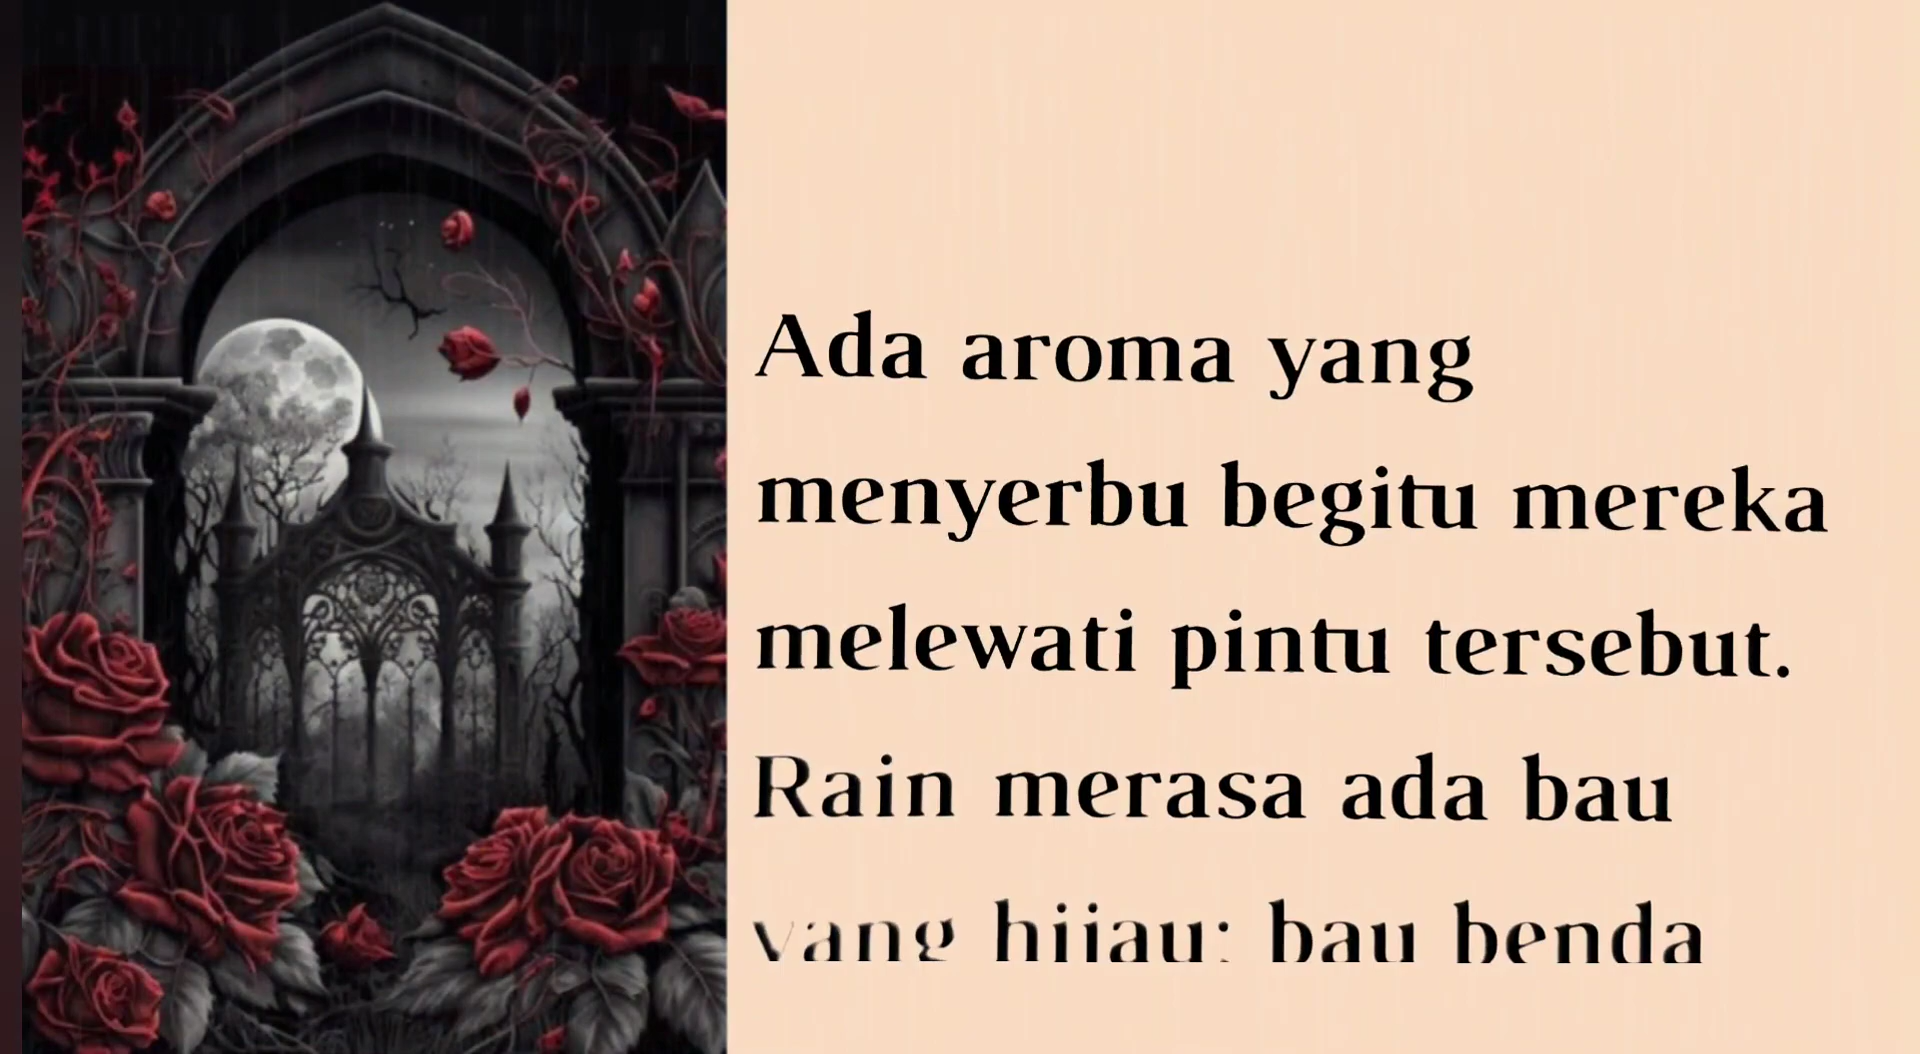 Ada aroma yang
menyerbu begitu mereka
melewati pintu tersebut.
Rain merasa ada bau
yang hijau; bau benda